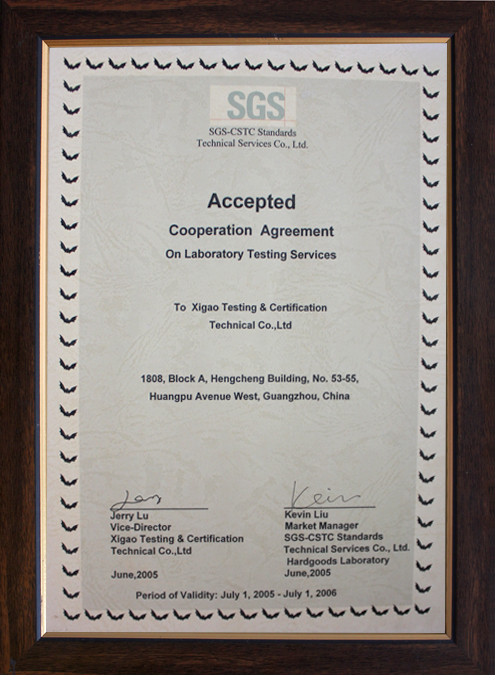 SGS
SGS-CSTC Standards
Technical Services Co., Ltd.
Accepted
Cooperation Agreement
On Laboratory Testing Services
To Xigao Testing & Certification
Technical Co.,Ltd
1808, Block A, Hengcheng Building, No. 53-55,
Huangpu Avenue West, Guangzhou, China
Jerry Lu
Vice-Director
Xigao Testing & Certification
Technical Co.,Ltd
June,2005
Kevin
Kevin Liu
Market Manager
SGS-CSTC Standards
Technical Services Co., Ltd.
Hardgoods Laboratory
June,2005
Period of Validity: July 1, 2005 - July 1, 2006